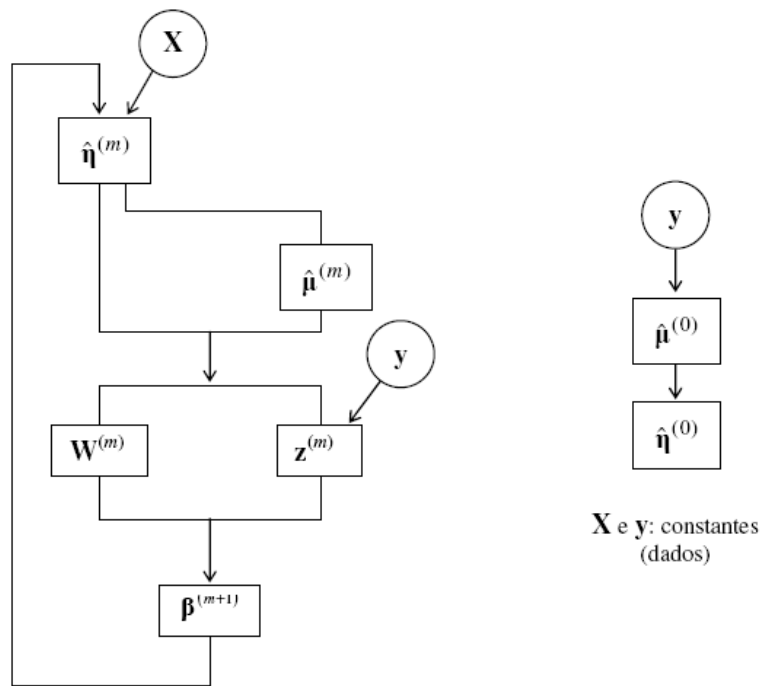 X
η̂^(m)
μ̂^(m)
y
W^(m)
z^(m)
β^(m+1)
y
μ̂^(0)
η̂^(0)
X e y: constantes
(dados)